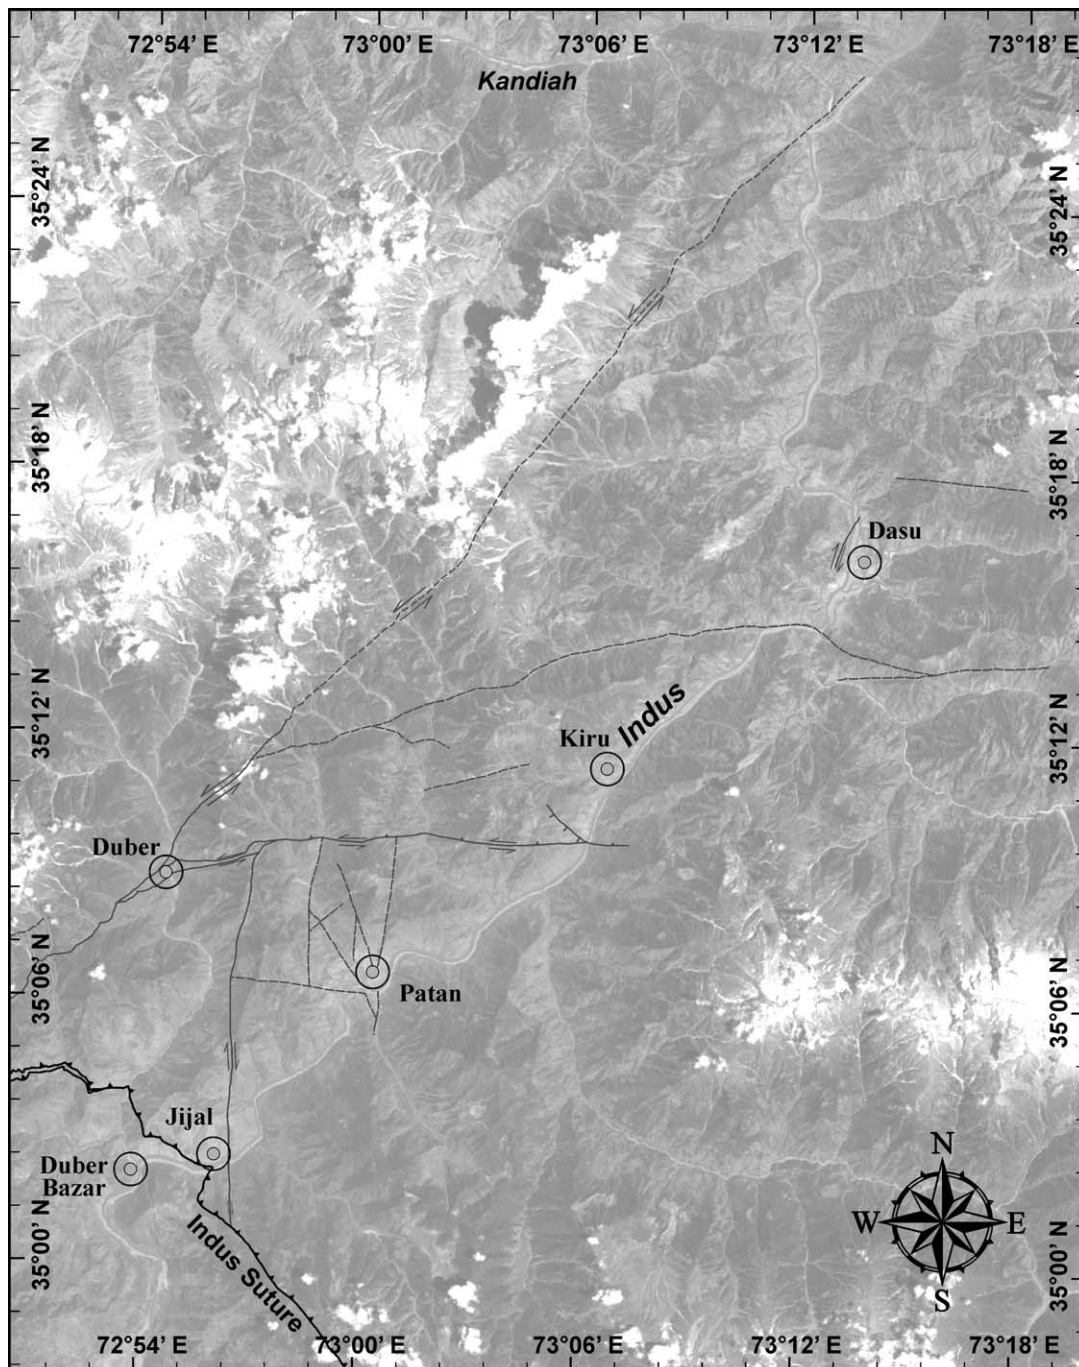 72°54’ E 73°00’ E 73°06’ E 73°12’ E 73°18’ E
Kandiah
35°24’ N
35°24’ N
35°18’ N
35°18’ N
Dasu
35°12’ N
Indus
Kiru
35°12’ N
Duber
35°06’ N
Patan
35°06’ N
Jijal
Duber
Bazar
N
W E
S
35°00’ N
Indus Suture
35°00’ N
72°54’ E 73°00’ E 73°06’ E 73°12’ E 73°18’ E